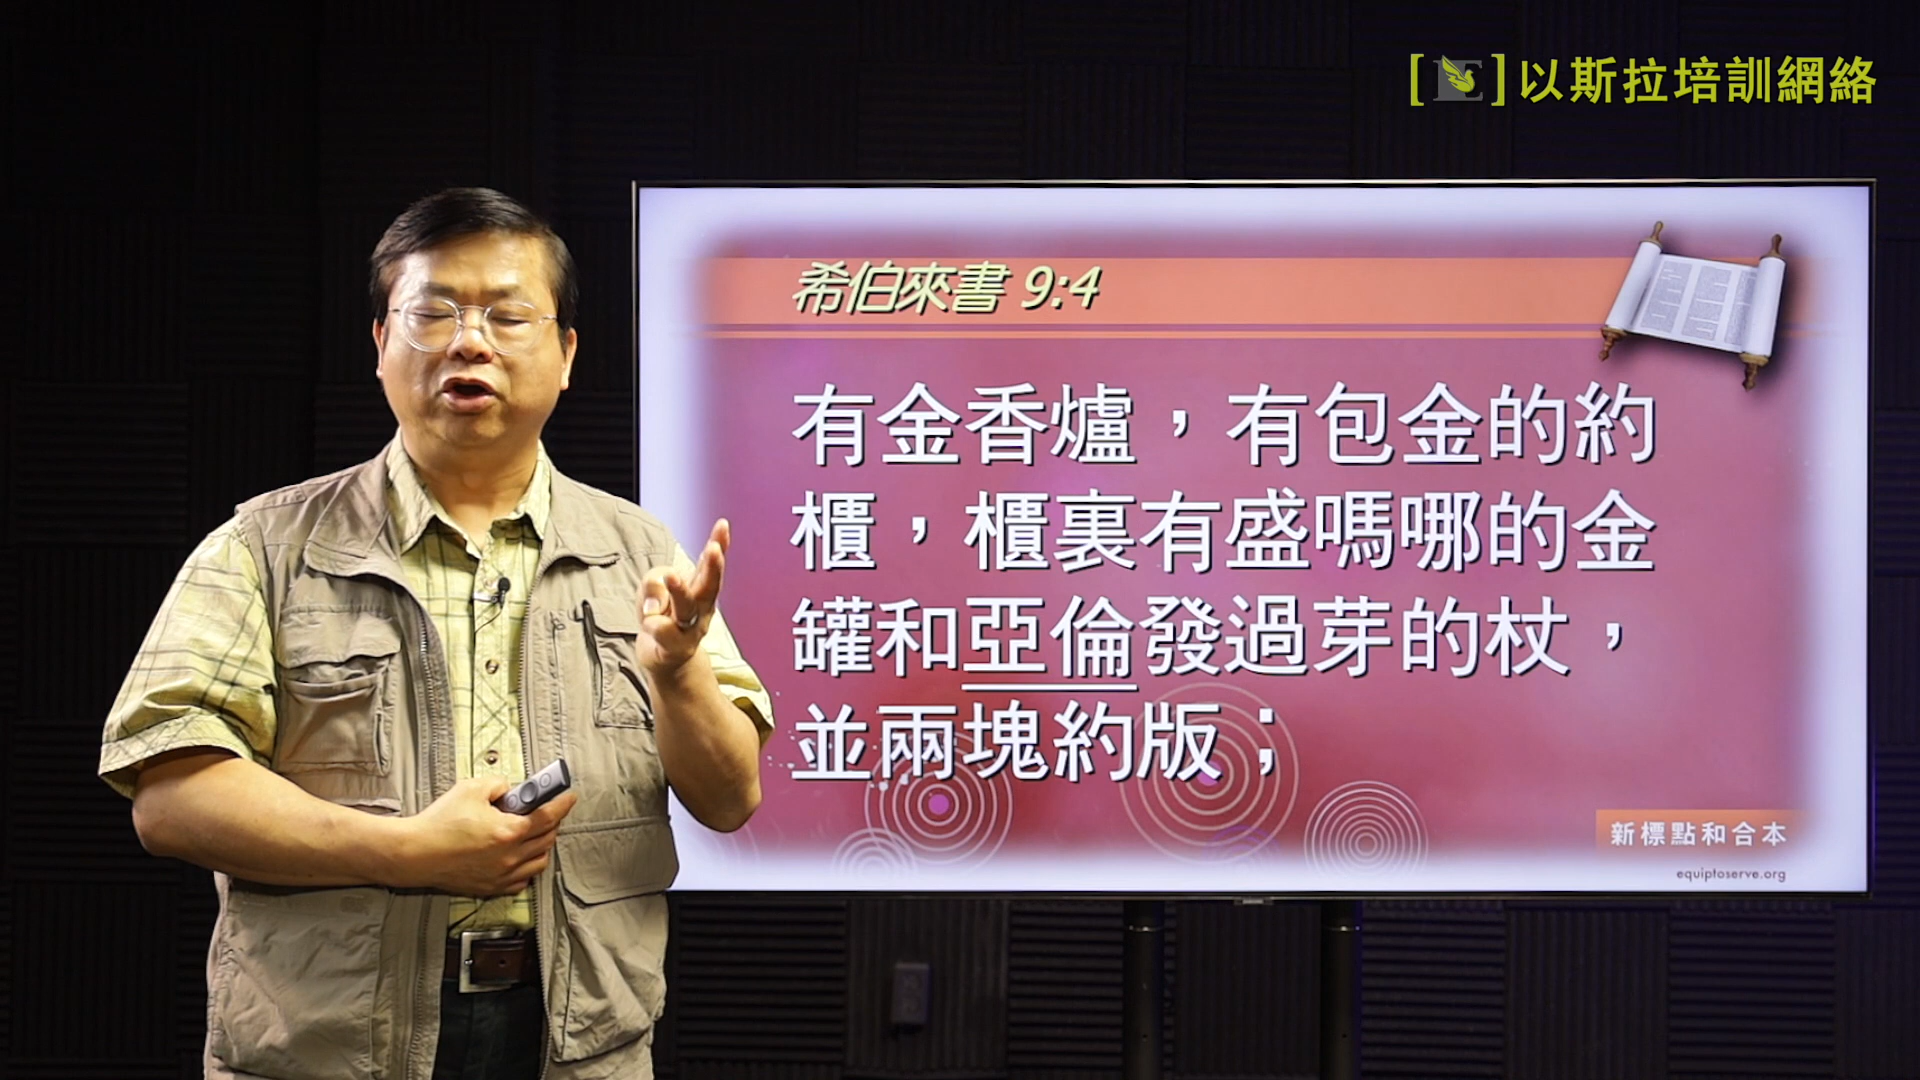 [E]以斯拉培訓網絡
希伯來書 9:4
有金香爐，有包金的約
櫃，櫃裏有盛嗎哪的金
罐和亞倫發過芽的杖，
並兩塊約版；
新標點和合本
equiptoserve.org